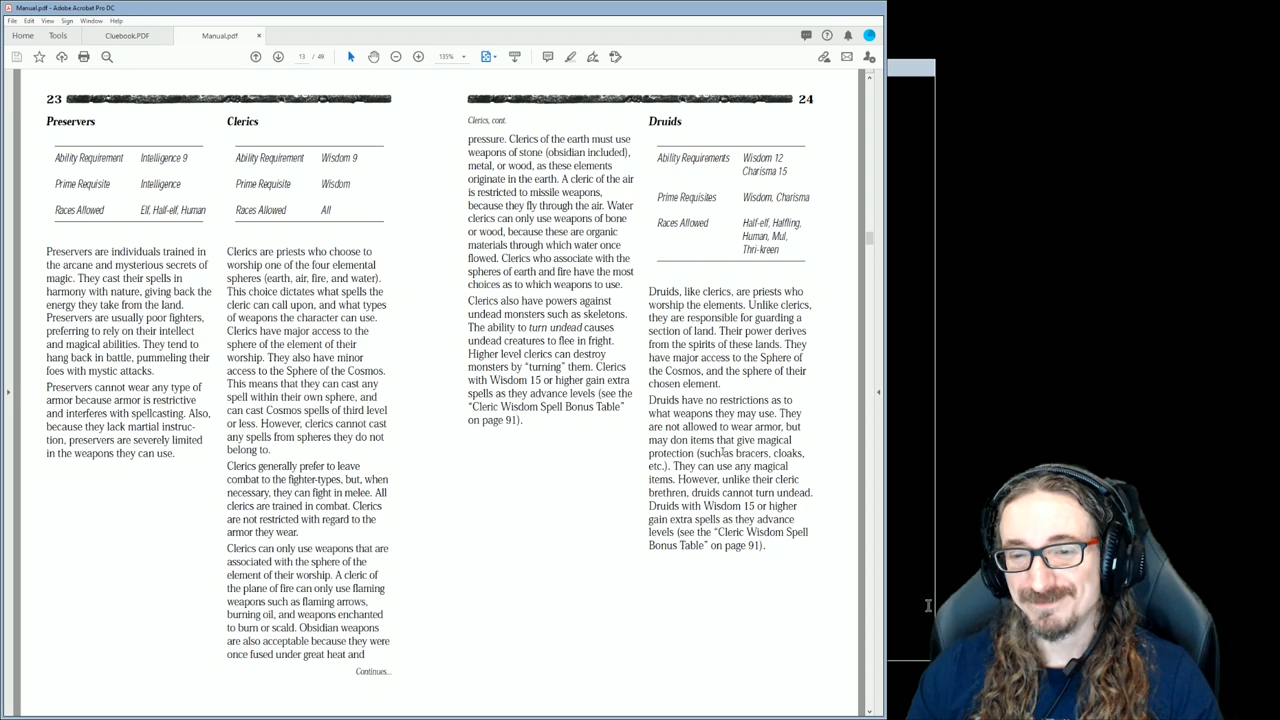 Manual.pdf - Adobe Acrobat Pro DC
File Edit View Sign Window Help
Home Tools Cluebook.PDF Manual.pdf ×
13 / 49 135%
23
Preservers
Ability Requirement Intelligence 9
Prime Requisite Intelligence
Races Allowed Elf, Half-elf, Human
Preservers are individuals trained in
the arcane and mysterious secrets of
magic. They cast their spells in
harmony with nature, giving back the
energy they take from the land.
Preservers are usually poor fighters,
preferring to rely on their intellect
and magical abilities. They tend to
hang back in battle, pummeling their
foes with mystic attacks.
Preservers cannot wear any type of
armor because armor is restrictive
and interferes with spellcasting. Also,
because they lack martial instruc-
tion, preservers are severely limited
in the weapons they can use.
Clerics
Ability Requirement Wisdom 9
Prime Requisite Wisdom
Races Allowed All
Clerics are priests who choose to
worship one of the four elemental
spheres (earth, air, fire, and water).
This choice dictates what spells the
cleric can call upon, and what types
of weapons the character can use.
Clerics have major access to the
sphere of the element of their
worship. They also have minor
access to the Sphere of the Cosmos.
This means that they can cast any
spell within their own sphere, and
can cast Cosmos spells of third level
or less. However, clerics cannot cast
any spells from spheres they do not
belong to.
Clerics generally prefer to leave
combat to the fighter-types, but, when
necessary, they can fight in melee. All
clerics are trained in combat. Clerics
are not restricted with regard to the
armor they wear.
Clerics can only use weapons that are
associated with the sphere of the
element of their worship. A cleric of
the plane of fire can only use flaming
weapons such as flaming arrows,
burning oil, and weapons enchanted
to burn or scald. Obsidian weapons
are also acceptable because they were
once fused under great heat and
Continues...
24
Clerics, cont.
pressure. Clerics of the earth must use
weapons of stone (obsidian included),
metal, or wood, as these elements
originate in the earth. A cleric of the air
is restricted to missile weapons,
because they fly through the air. Water
clerics can only use weapons of bone
or wood, because these are organic
materials through which water once
flowed. Clerics who associate with the
spheres of earth and fire have the most
choices as to which weapons to use.
Clerics also have powers against
undead monsters such as skeletons.
The ability to turn undead causes
undead creatures to flee in fright.
Higher level clerics can destroy
monsters by “turning” them. Clerics
with Wisdom 15 or higher gain extra
spells as they advance levels (see the
“Cleric Wisdom Spell Bonus Table”
on page 91).
Druids
Ability Requirements Wisdom 12
Charisma 15
Prime Requisites Wisdom, Charisma
Races Allowed Half-elf, Halfling,
Human, Mul,
Thri-kreen
Druids, like clerics, are priests who
worship the elements. Unlike clerics,
they are responsible for guarding a
section of land. Their power derives
from the spirits of these lands. They
have major access to the Sphere of
the Cosmos, and the sphere of their
chosen element.
Druids have no restrictions as to
what weapons they may use. They
are not allowed to wear armor, but
may don items that give magical
protection (such as bracers, cloaks,
etc.). They can use any magical
items. However, unlike their cleric
brethren, druids cannot turn undead.
Druids with Wisdom 15 or higher
gain extra spells as they advance
levels (see the “Cleric Wisdom Spell
Bonus Table” on page 91).